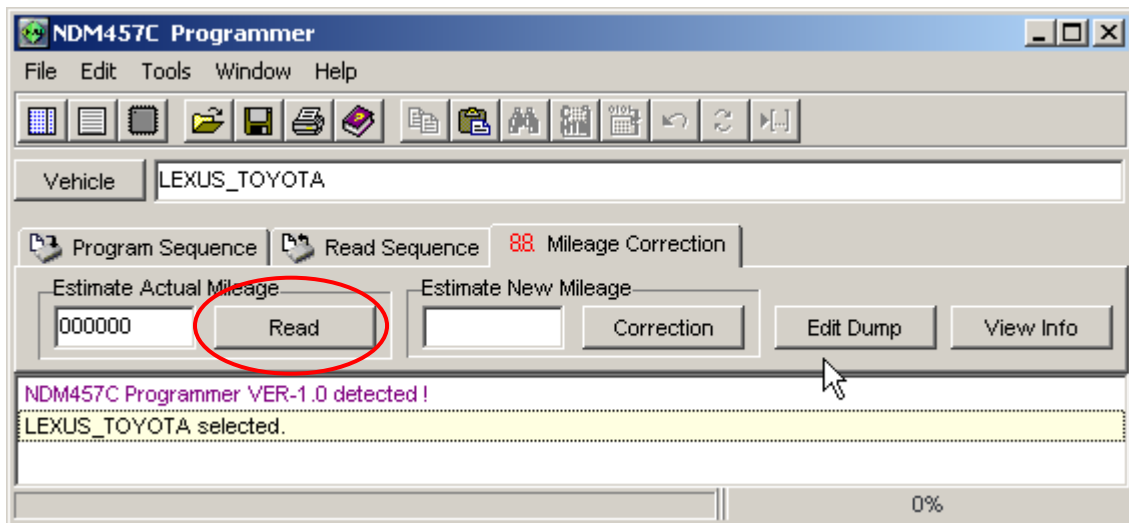 NDM457C Programmer
File Edit Tools Window Help
Vehicle LEXUS_TOYOTA
Program Sequence Read Sequence 88. Mileage Correction
Estimate Actual Mileage Estimate New Mileage
000000 Read Correction Edit Dump View Info
NDM457C Programmer VER-1.0 detected !
LEXUS_TOYOTA selected.
0%